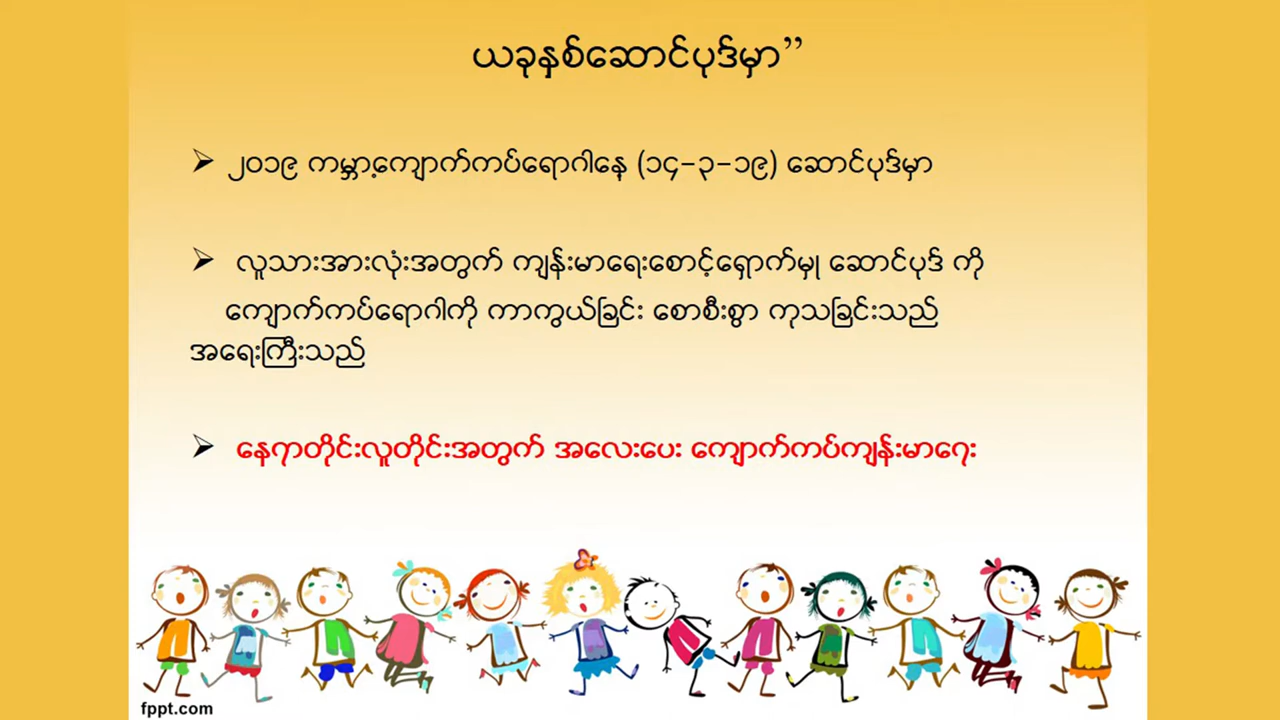 ယခုနှစ်ဆောင်ပုဒ်မှာ”
➢ ၂၀၁၉ ကမ္ဘာ့ကျောက်ကပ်ရောဂါနေ့ (၁၄-၃-၁၉) ဆောင်ပုဒ်မှာ
➢ လူသားအားလုံးအတွက် ကျန်းမာရေးစောင့်ရှောက်မှု ဆောင်ပုဒ် ကို
ကျောက်ကပ်ရောဂါကို ကာကွယ်ခြင်း စောစီးစွာ ကုသခြင်းသည်
အရေးကြီးသည်
➢ နေ၇ာတိုင်းလူတိုင်းအတွက် အလေးပေး ကျောက်ကပ်ကျန်းမာ၇ေး
fppt.com